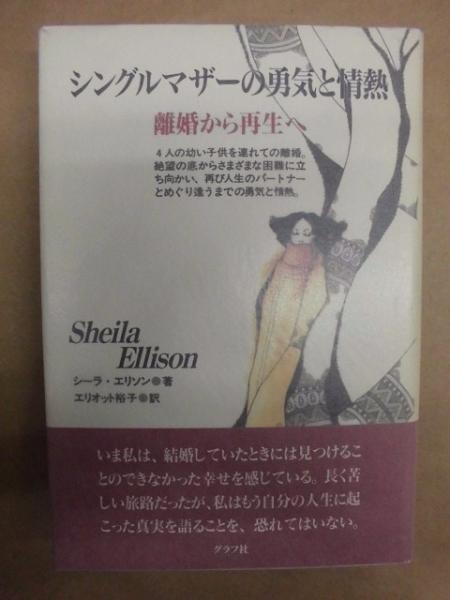 シングルマザーの勇気と情熱
離婚から再生へ
4人の幼い子供を連れての離婚。
絶望の底からさまざまな困難に立
ち向かい、再び人生のパートナー
とめぐり逢うまでの勇気と情熱。
Sheila
Ellison
シーラ・エリソン●著
エリオット裕子●訳
いま私は、結婚していたときには見つけるこ
とのできなかった幸せを感じている。長く苦
しい旅路だったが、私はもう自分の人生に起
こった真実を語ることを、恐れてはいない。
グラフ社